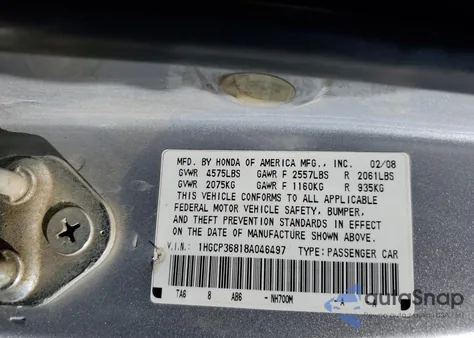 MFD. BY HONDA OF AMERICA MFG., INC. 02/08
GVWR 4575LBS GAWR F 2557LBS R 2061LBS
GVWR 2075KG GAWR F 1160KG R 935KG
THIS VEHICLE CONFORMS TO ALL APPLICABLE
FEDERAL MOTOR VEHICLE SAFETY, BUMPER,
AND THEFT PREVENTION STANDARDS IN EFFECT
ON THE DATE OF MANUFACTURE SHOWN ABOVE.
V.I.N.: 1HGCP36818A046497 TYPE: PASSENGER CAR
TA6 8 AB6 -NH700M -A
autoSnap